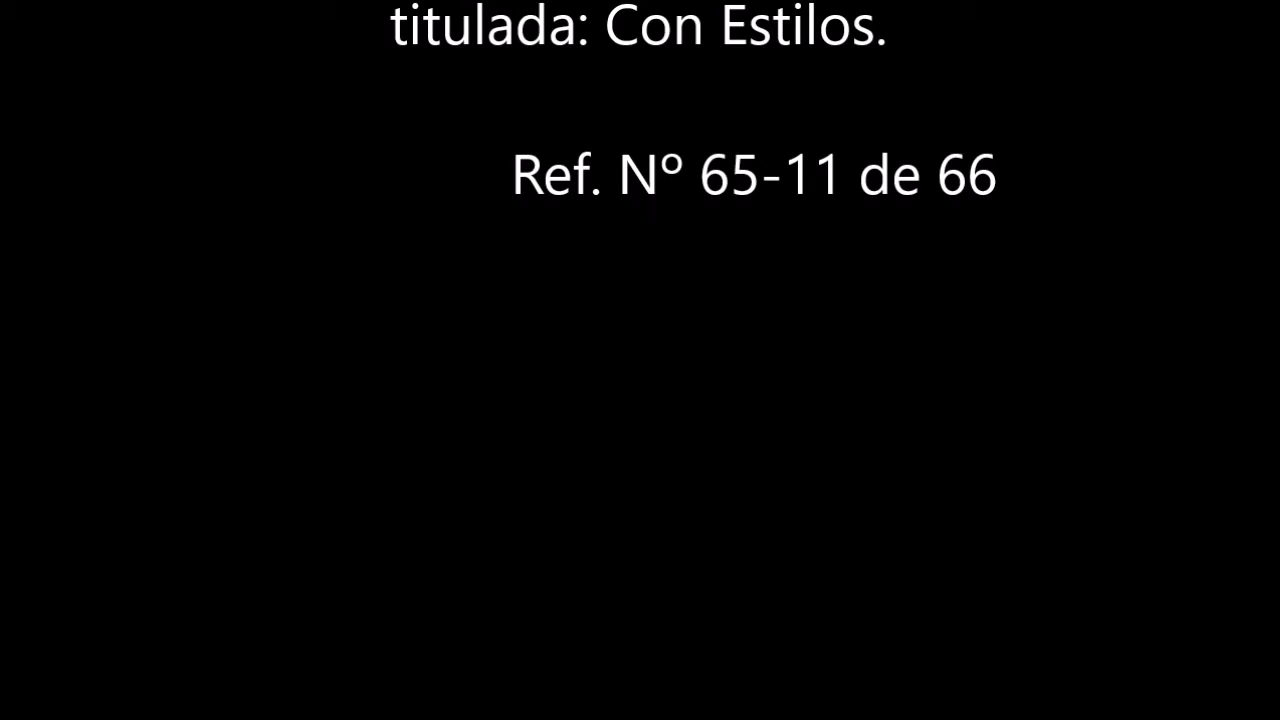 titulada: Con Estilos.
Ref. Nº 65-11 de 66